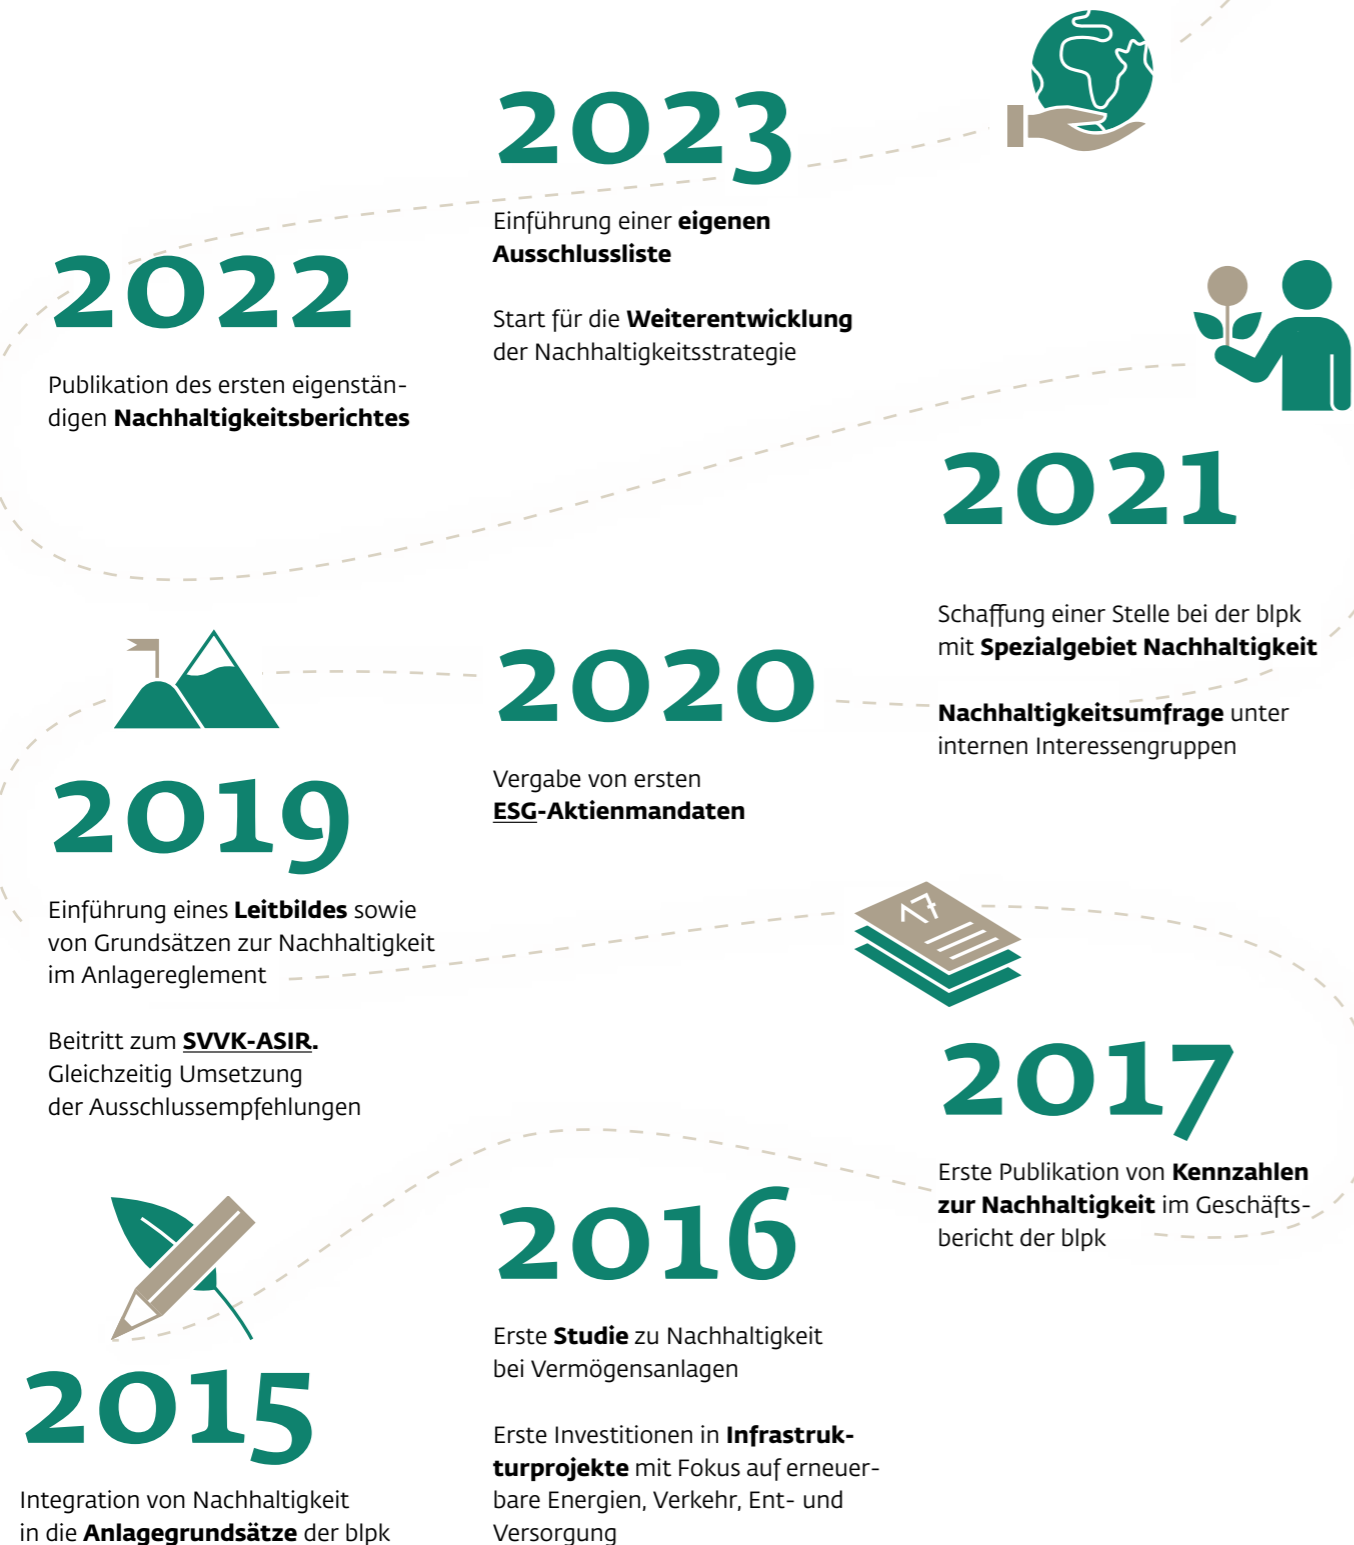 2023
Einführung einer eigenen
Ausschlussliste
Start für die Weiterentwicklung
der Nachhaltigkeitsstrategie
2022
Publikation des ersten eigenstän-
digen Nachhaltigkeitsberichtes
2021
Schaffung einer Stelle bei der blpk
mit Spezialgebiet Nachhaltigkeit
Nachhaltigkeitsumfrage unter
internen Interessengruppen
2020
Vergabe von ersten
ESG-Aktienmandaten
2019
Einführung eines Leitbildes sowie
von Grundsätzen zur Nachhaltigkeit
im Anlagereglement
Beitritt zum SVVK-ASIR.
Gleichzeitig Umsetzung
der Ausschlussempfehlungen
17
2017
Erste Publikation von Kennzahlen
zur Nachhaltigkeit im Geschäfts-
bericht der blpk
2016
Erste Studie zu Nachhaltigkeit
bei Vermögensanlagen
Erste Investitionen in Infrastruk-
turprojekte mit Fokus auf erneuer-
bare Energien, Verkehr, Ent- und
Versorgung
2015
Integration von Nachhaltigkeit
in die Anlagegrundsätze der blpk